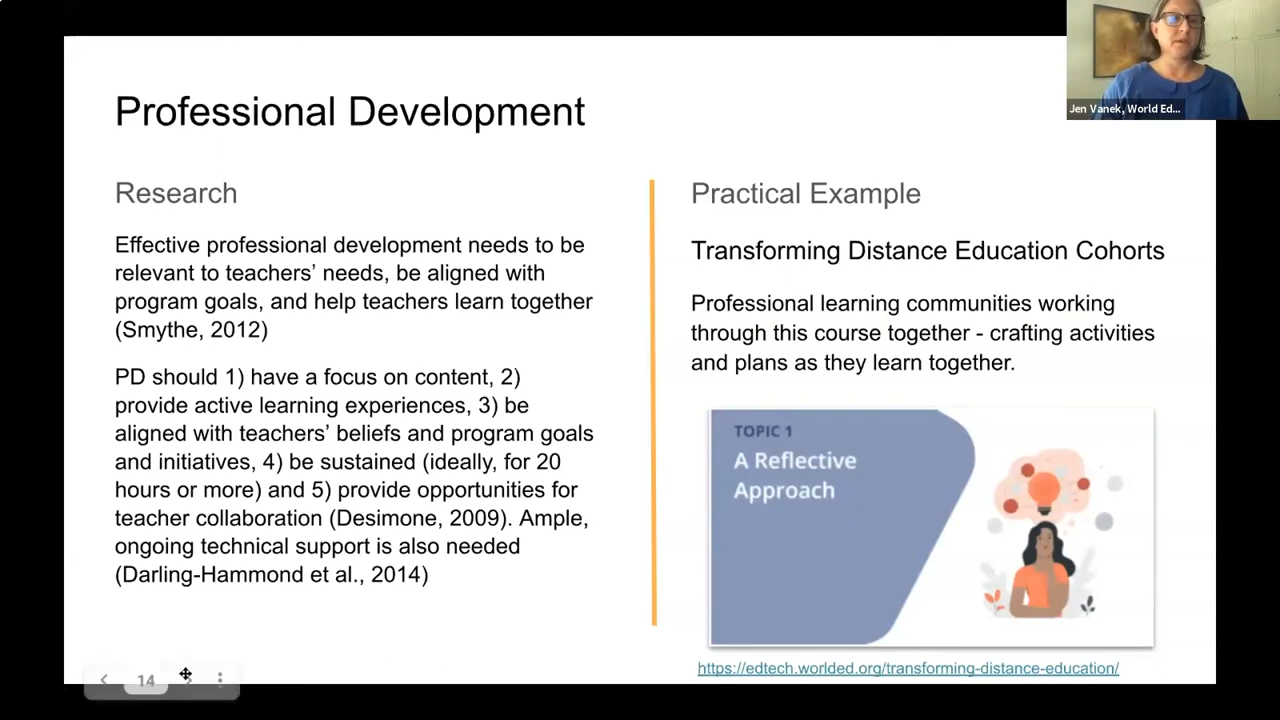 Professional Development
Research
Effective professional development needs to be
relevant to teachers’ needs, be aligned with
program goals, and help teachers learn together
(Smythe, 2012)
PD should 1) have a focus on content, 2)
provide active learning experiences, 3) be
aligned with teachers’ beliefs and program goals
and initiatives, 4) be sustained (ideally, for 20
hours or more) and 5) provide opportunities for
teacher collaboration (Desimone, 2009). Ample,
ongoing technical support is also needed
(Darling-Hammond et al., 2014)
Practical Example
Transforming Distance Education Cohorts
Professional learning communities working
through this course together - crafting activities
and plans as they learn together.
TOPIC 1
A Reflective
Approach
https://edtech.worlded.org/transforming-distance-education/
14
Jen Vanek, World Ed...